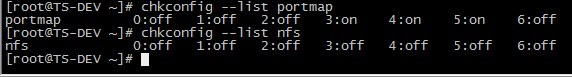 [root@TS-DEV ~]# chkconfig --list portmap
portmap 0:off 1:off 2:off 3:on 4:on 5:on 6:off
[root@TS-DEV ~]# chkconfig --list nfs
nfs 0:off 1:off 2:off 3:off 4:off 5:off 6:off
[root@TS-DEV ~]#